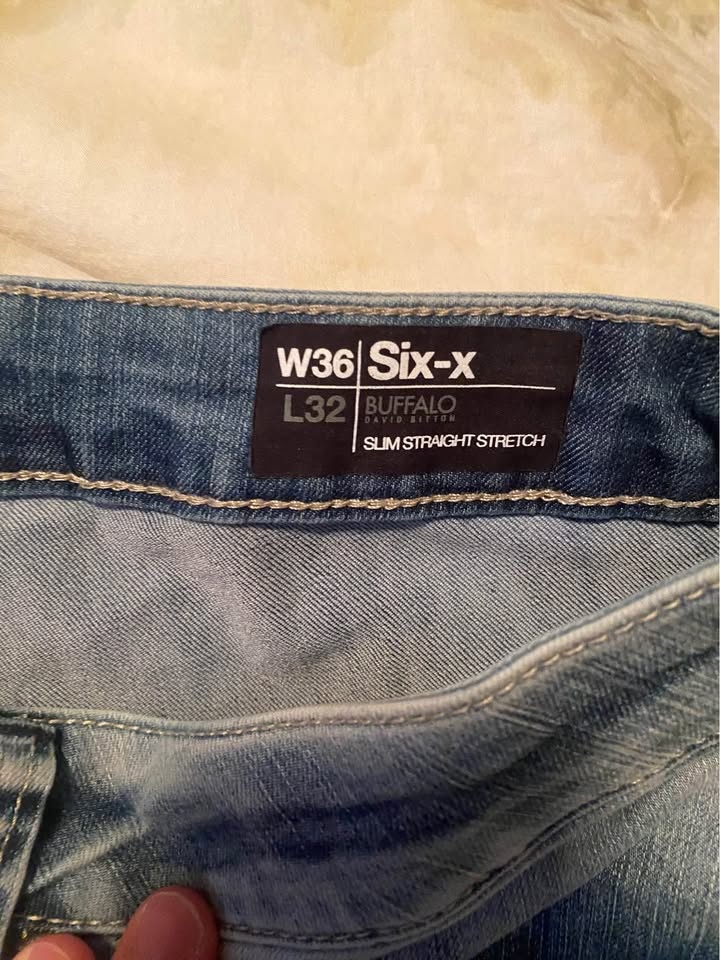 W36 Six-x
L32 BUFFALO
DAVID BITTON
SLIM STRAIGHT STRETCH